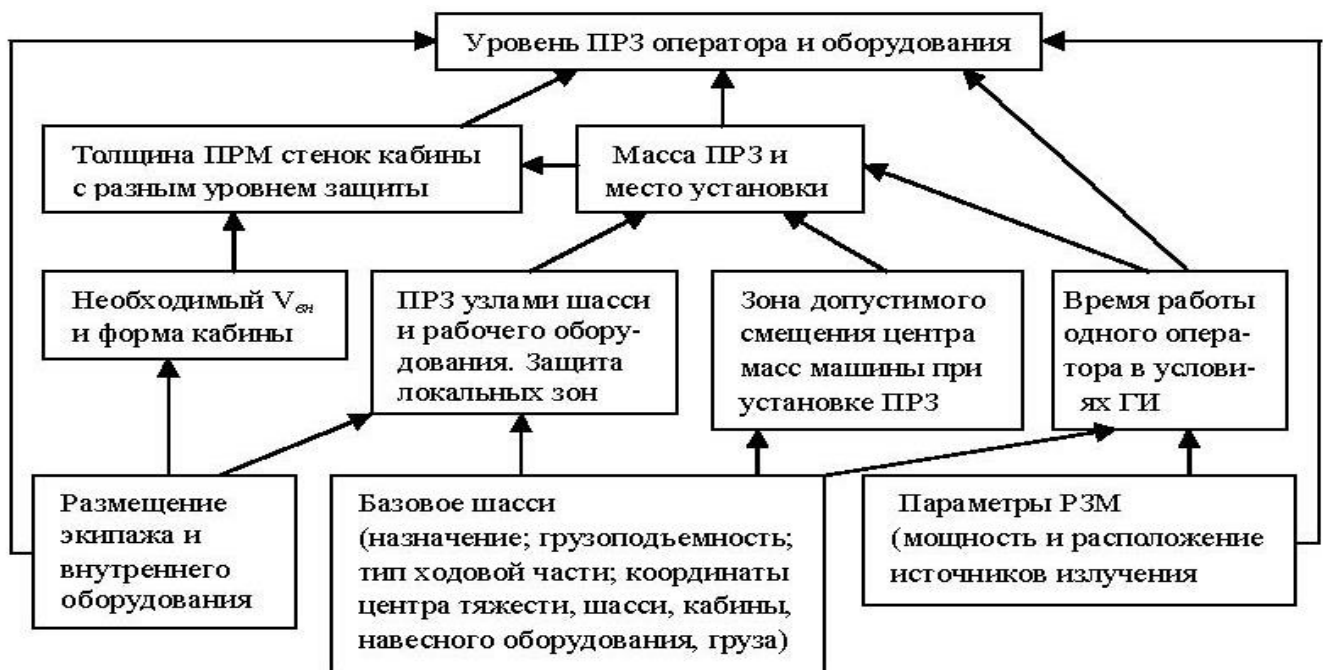 Уровень ПРЗ оператора и оборудования
Толщина ПРМ стенок кабины
с разным уровнем защиты
Масса ПРЗ и
место установки
Необходимый Vвн
и форма кабины
ПРЗ узлами шасси
и рабочего обору-
дования. Защита
локальных зон
Зона допустимого
смещения центра
масс машины при
установке ПРЗ
Время работы
одного опера-
тора в услови-
ях ГИ
Размещение
экипажа и
внутреннего
оборудования
Базовое шасси
(назначение; грузоподъемность;
тип ходовой части; координаты
центра тяжести, шасси, кабины,
навесного оборудования, груза)
Параметры РЗМ
(мощность и расположение
источников излучения